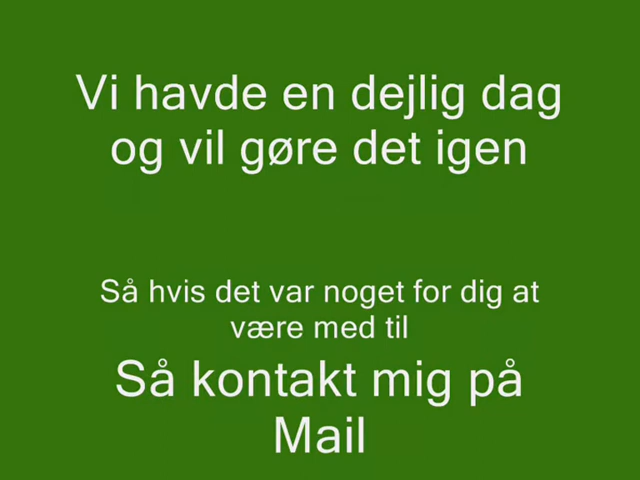 Vi havde en dejlig dag
og vil gøre det igen
Så hvis det var noget for dig at
være med til
Så kontakt mig på
Mail